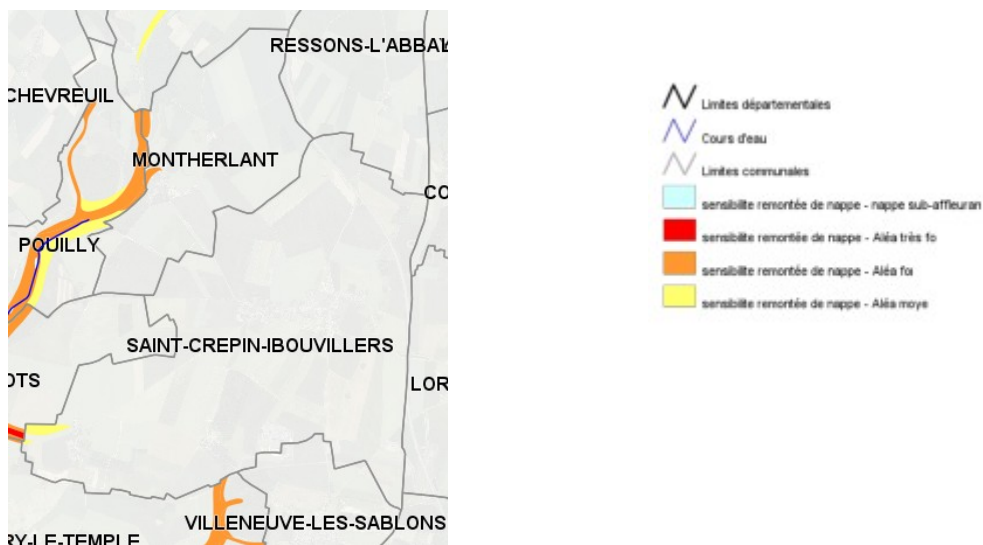 RESSONS-L'ABBA
CHEVREUIL
MONTHERLANT
CO
POUILLY
SAINT-CREPIN-IBOUVILLERS
OTS
LOR
VILLENEUVE-LES-SABLONS
RY-LE-TEMPLE
Limites départementales
Cours d'eau
Limites communales
sensibilite remontée de nappe - nappe sub-affleuran
sensibilite remontée de nappe - Aléa très fo
sensibilite remontée de nappe - Aléa foi
sensibilite remontée de nappe - Aléa moye